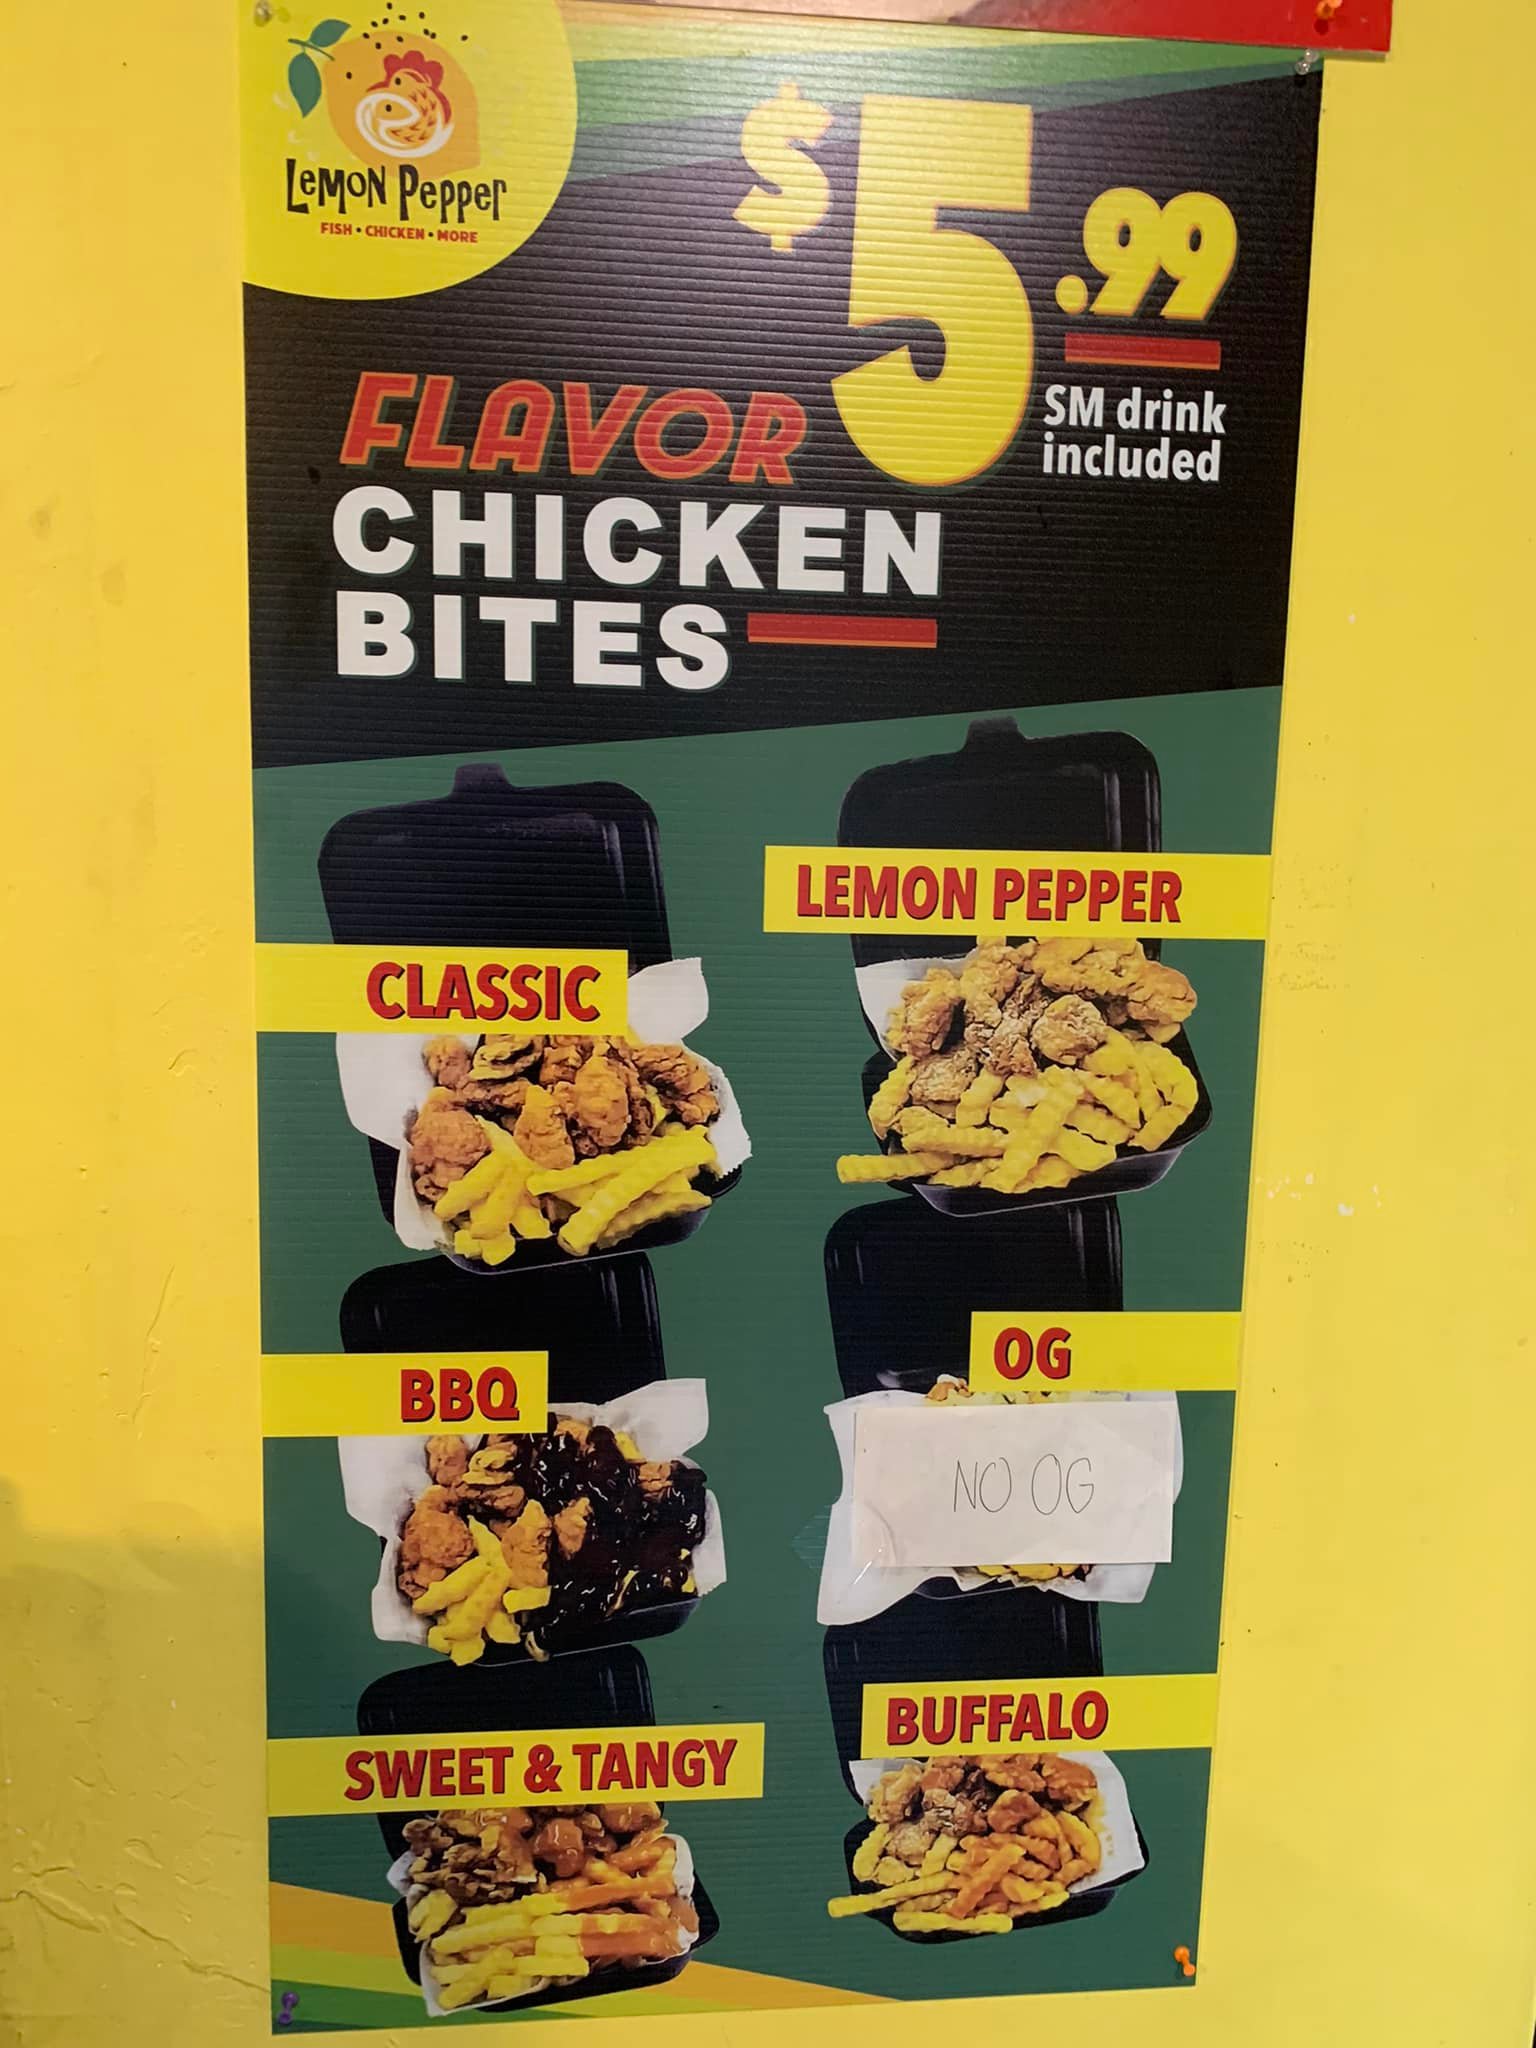 LeMoN PePPer
FISH • CHICKEN • MORE
$5.99
SM drink
included
FLAVOR
CHICKEN
BITES
LEMON PEPPER
CLASSIC
OG
BBQ
NO OG
BUFFALO
SWEET & TANGY